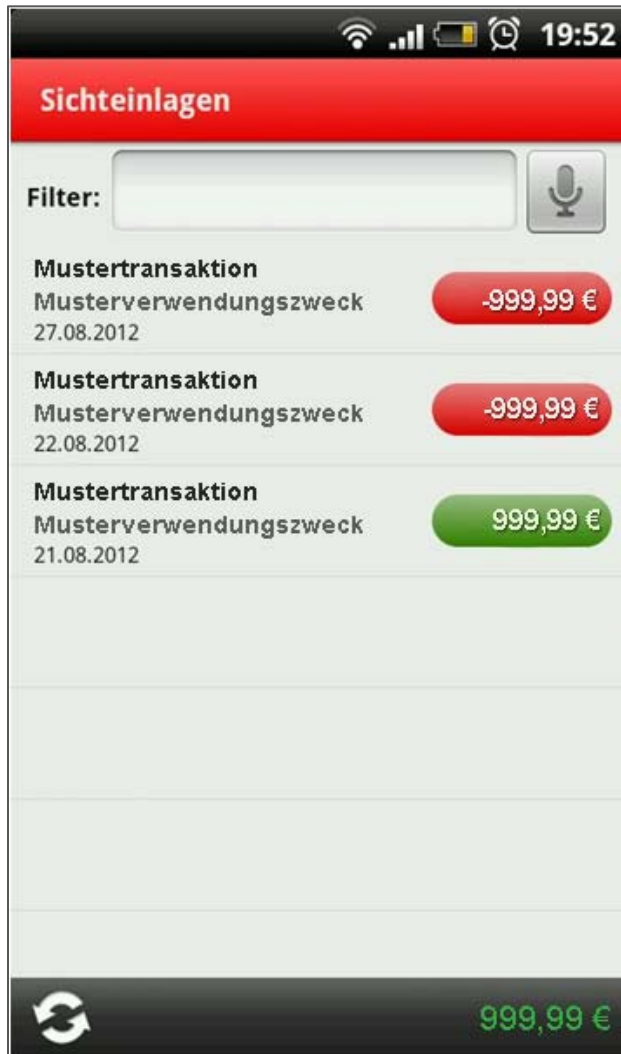 19:52
Sichteinlagen
Filter:
Mustertransaktion
Musterverwendungszweck
27.08.2012
-999,99 €
Mustertransaktion
Musterverwendungszweck
22.08.2012
-999,99 €
Mustertransaktion
Musterverwendungszweck
21.08.2012
999,99 €
999,99 €